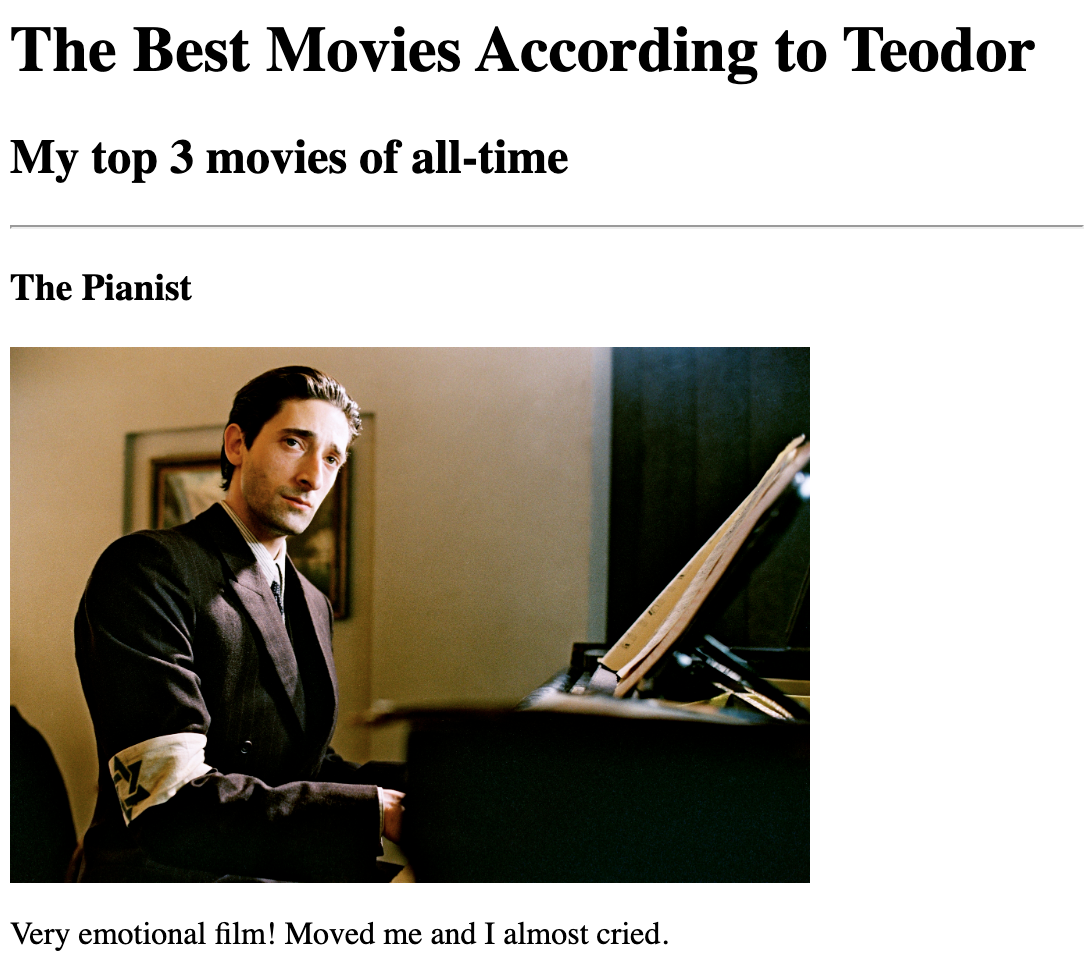 The Best Movies According to Teodor
My top 3 movies of all-time
The Pianist
Very emotional film! Moved me and I almost cried.